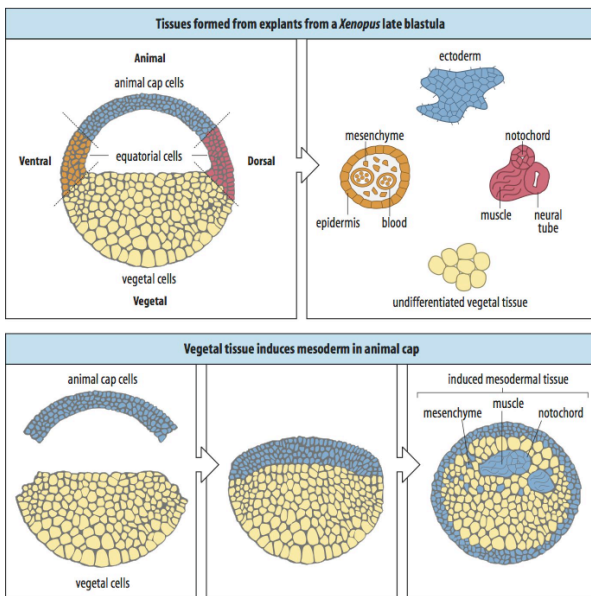 Tissues formed from explants from a Xenopus late blastula
Animal
animal cap cells
Ventral
equatorial cells
Dorsal
vegetal cells
Vegetal
ectoderm
mesenchyme
notochord
epidermis
blood
muscle
neural
tube
undifferentiated vegetal tissue
Vegetal tissue induces mesoderm in animal cap
animal cap cells
vegetal cells
induced mesodermal tissue
muscle
mesenchyme
notochord